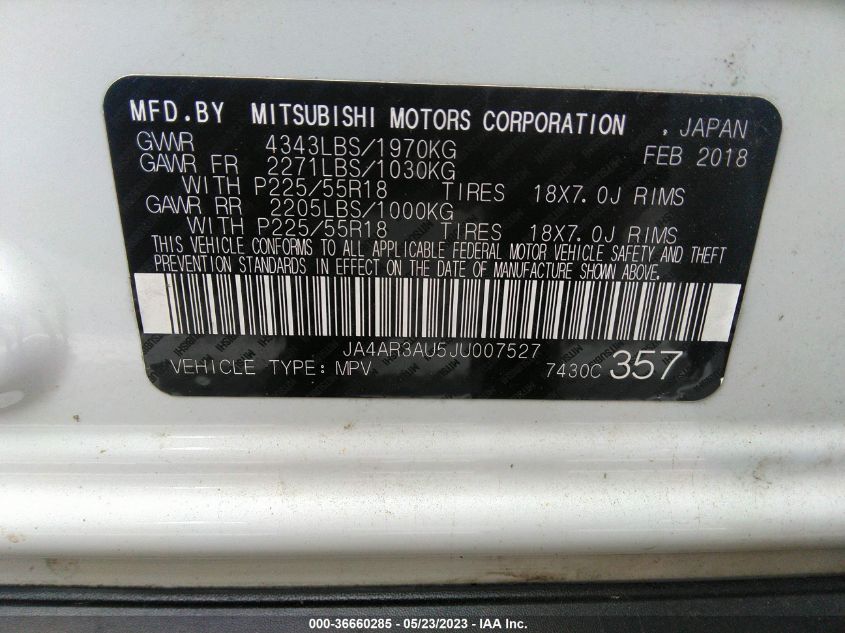 MFD.BY MITSUBISHI MOTORS CORPORATION , JAPAN
GVWR 4343LBS/1970KG FEB 2018
GAWR FR 2271LBS/1030KG
WITH P225/55R18 TIRES 18X7.0J RIMS
GAWR RR 2205LBS/1000KG
WITH P225/55R18 TIRES 18X7.0J RIMS
THIS VEHICLE CONFORMS TO ALL APPLICABLE FEDERAL MOTOR VEHICLE SAFETY AND THEFT
PREVENTION STANDARDS IN EFFECT ON THE DATE OF MANUFACTURE SHOWN ABOVE.
JA4AR3AU5JU007527
VEHICLE TYPE: MPV 7430C 357
000-36660285 - 05/23/2023 - IAA Inc.